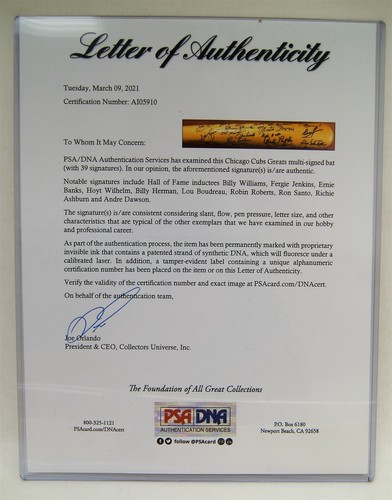 Letter of Authenticity
Tuesday, March 09, 2021
Certification Number: AI05910
To Whom It May Concern:
PSA/DNA Authentication Services has examined this Chicago Cubs Greats multi-signed bat
(with 39 signatures). In our opinion, the aforementioned signature(s) is/are authentic.
Notable signatures include Hall of Fame inductees Billy Williams, Fergie Jenkins, Ernie
Banks, Hoyt Wilhelm, Billy Herman, Lou Boudreau, Robin Roberts, Ron Santo, Richie
Ashburn and Andre Dawson.
The signature(s) is/are consistent considering slant, flow, pen pressure, letter size, and other
characteristics that are typical of the other exemplars that we have examined in our hobby
and professional career.
As part of the authentication process, the item has been permanently marked with proprietary
invisible ink that contains a patented strand of synthetic DNA, which will fluoresce under a
calibrated laser. In addition, a tamper-evident label containing a unique alphanumeric
certification number has been placed on the item or on this Letter of Authenticity.
Verify the validity of the certification number and exact image at PSAcard.com/DNAcert.
On behalf of the authentication team,
Joe Orlando
President & CEO, Collectors Universe, Inc.
The Foundation of All Great Collections
800-325-1121
PSAcard.com/DNAcert
PSA DNA
AUTHENTICATION SERVICES
follow @PSAcard
P.O. Box 6180
Newport Beach, CA 92658